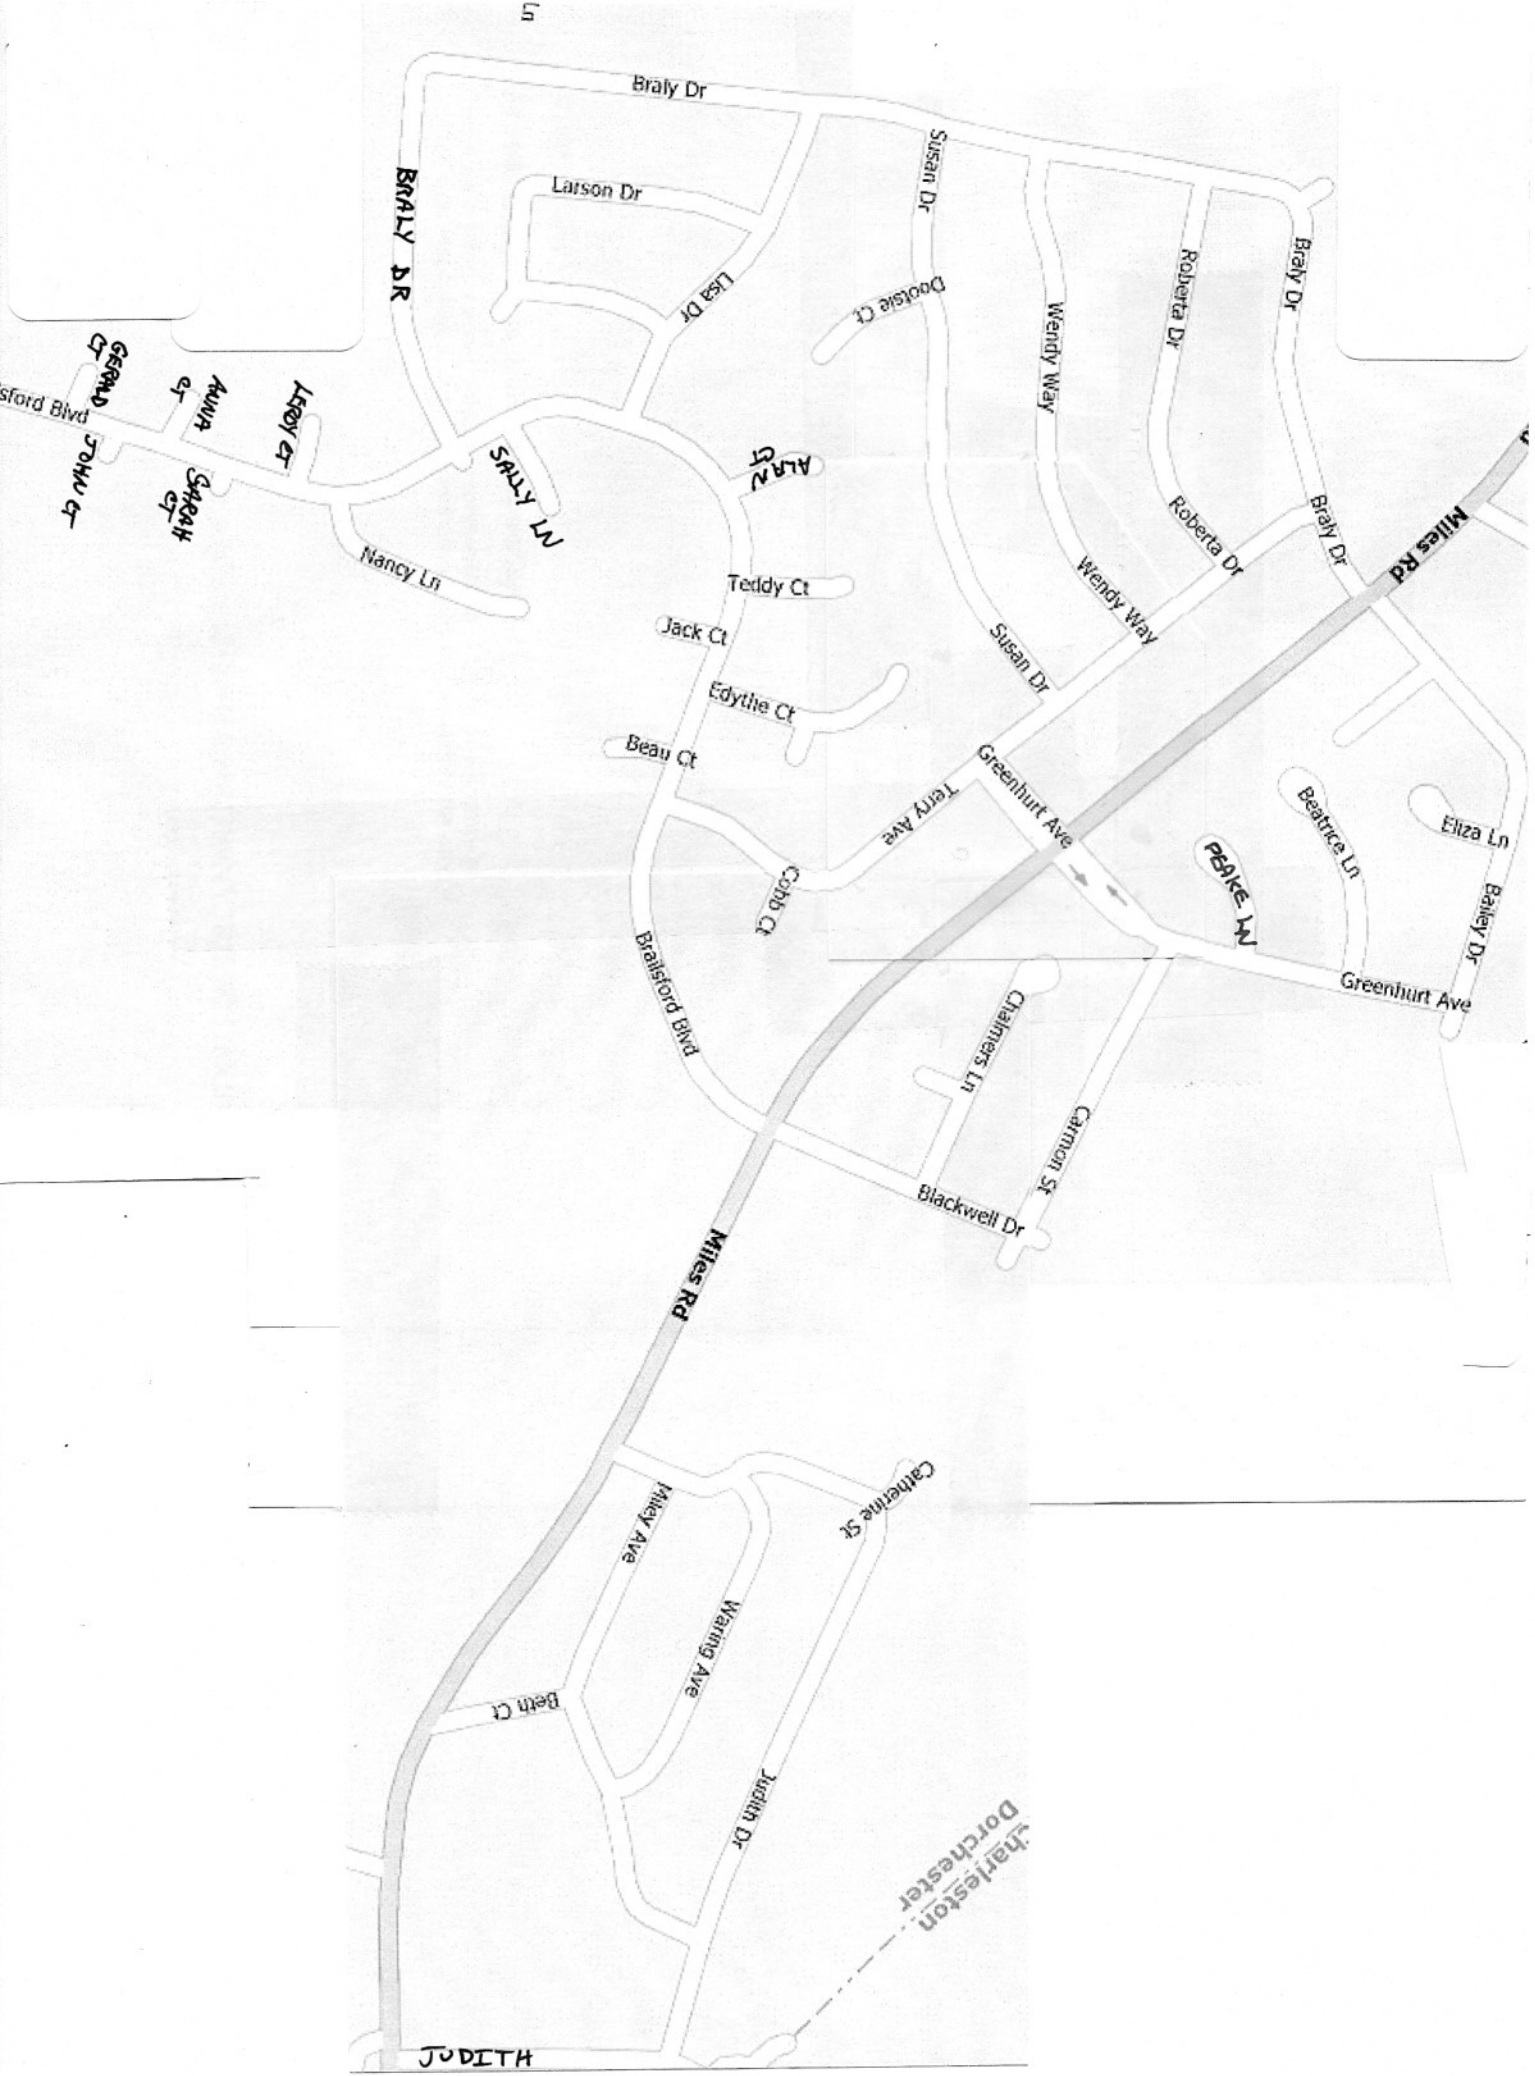 Braly Dr
Susan Dr
BRALY DR
Larson Dr
Lisa Dr
Dootsie Ct
Wendy Way
Roberta Dr
Braly Dr
GERALD CT
ANNA CT
LEROY CT
sford Blvd
JOHN CT
SARAH CT
SALLY LN
ALAN CT
Nancy Ln
Teddy Ct
Jack Ct
Edythe Ct
Beau Ct
Susan Dr
Wendy Way
Roberta Dr
Braly Dr
Miles Rd
Greenhurt Ave
Terry Ave
Cobb Ct
Brailsford Blvd
PEAKE LN
Beatrice Ln
Eliza Ln
Bailey Dr
Greenhurt Ave
Chalmers Ln
Carmon St
Blackwell Dr
Miles Rd
Catherine St
Miley Ave
Waring Ave
Beth Ct
Judith Dr
Dorchester
Charleston
JUDITH